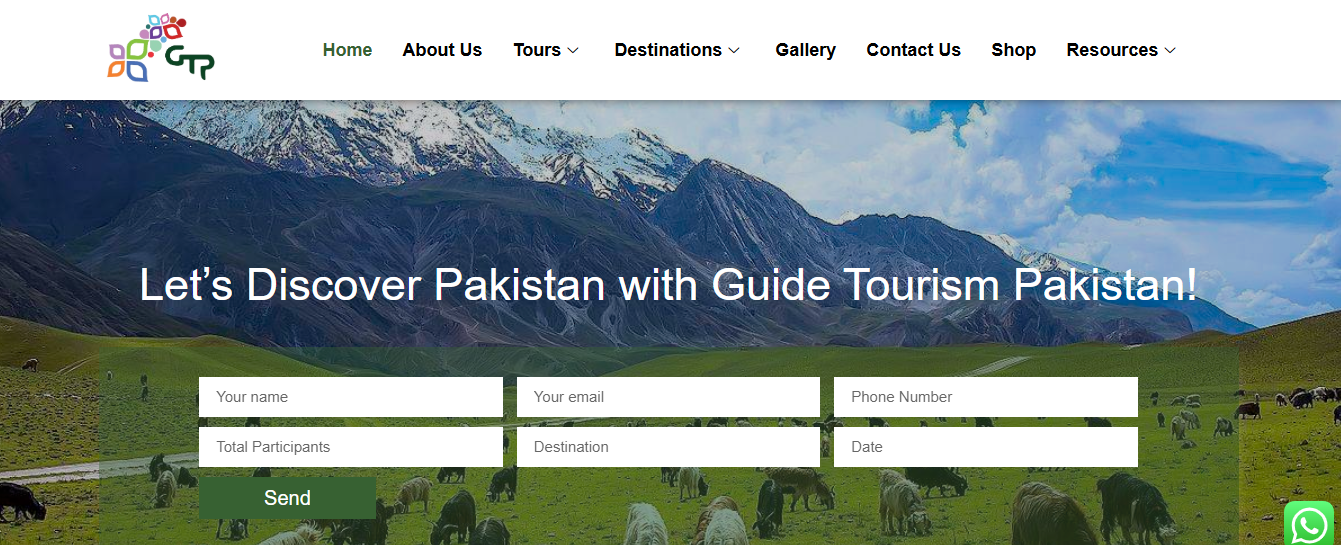 GTP
Home About Us Tours Destinations Gallery Contact Us Shop Resources
Let’s Discover Pakistan with Guide Tourism Pakistan!
Your name Your email Phone Number
Total Participants Destination Date
Send